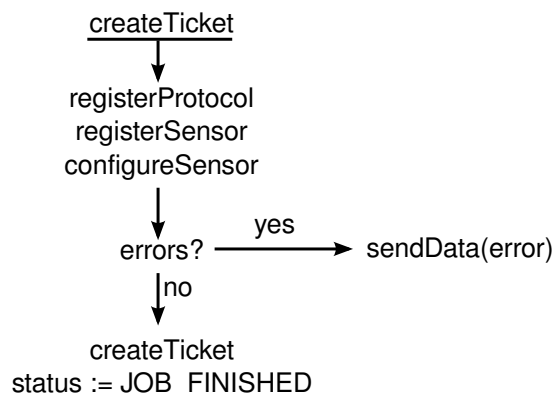 createTicket
registerProtocol
registerSensor
configureSensor
errors?
yes
sendData(error)
no
createTicket
status := JOB FINISHED